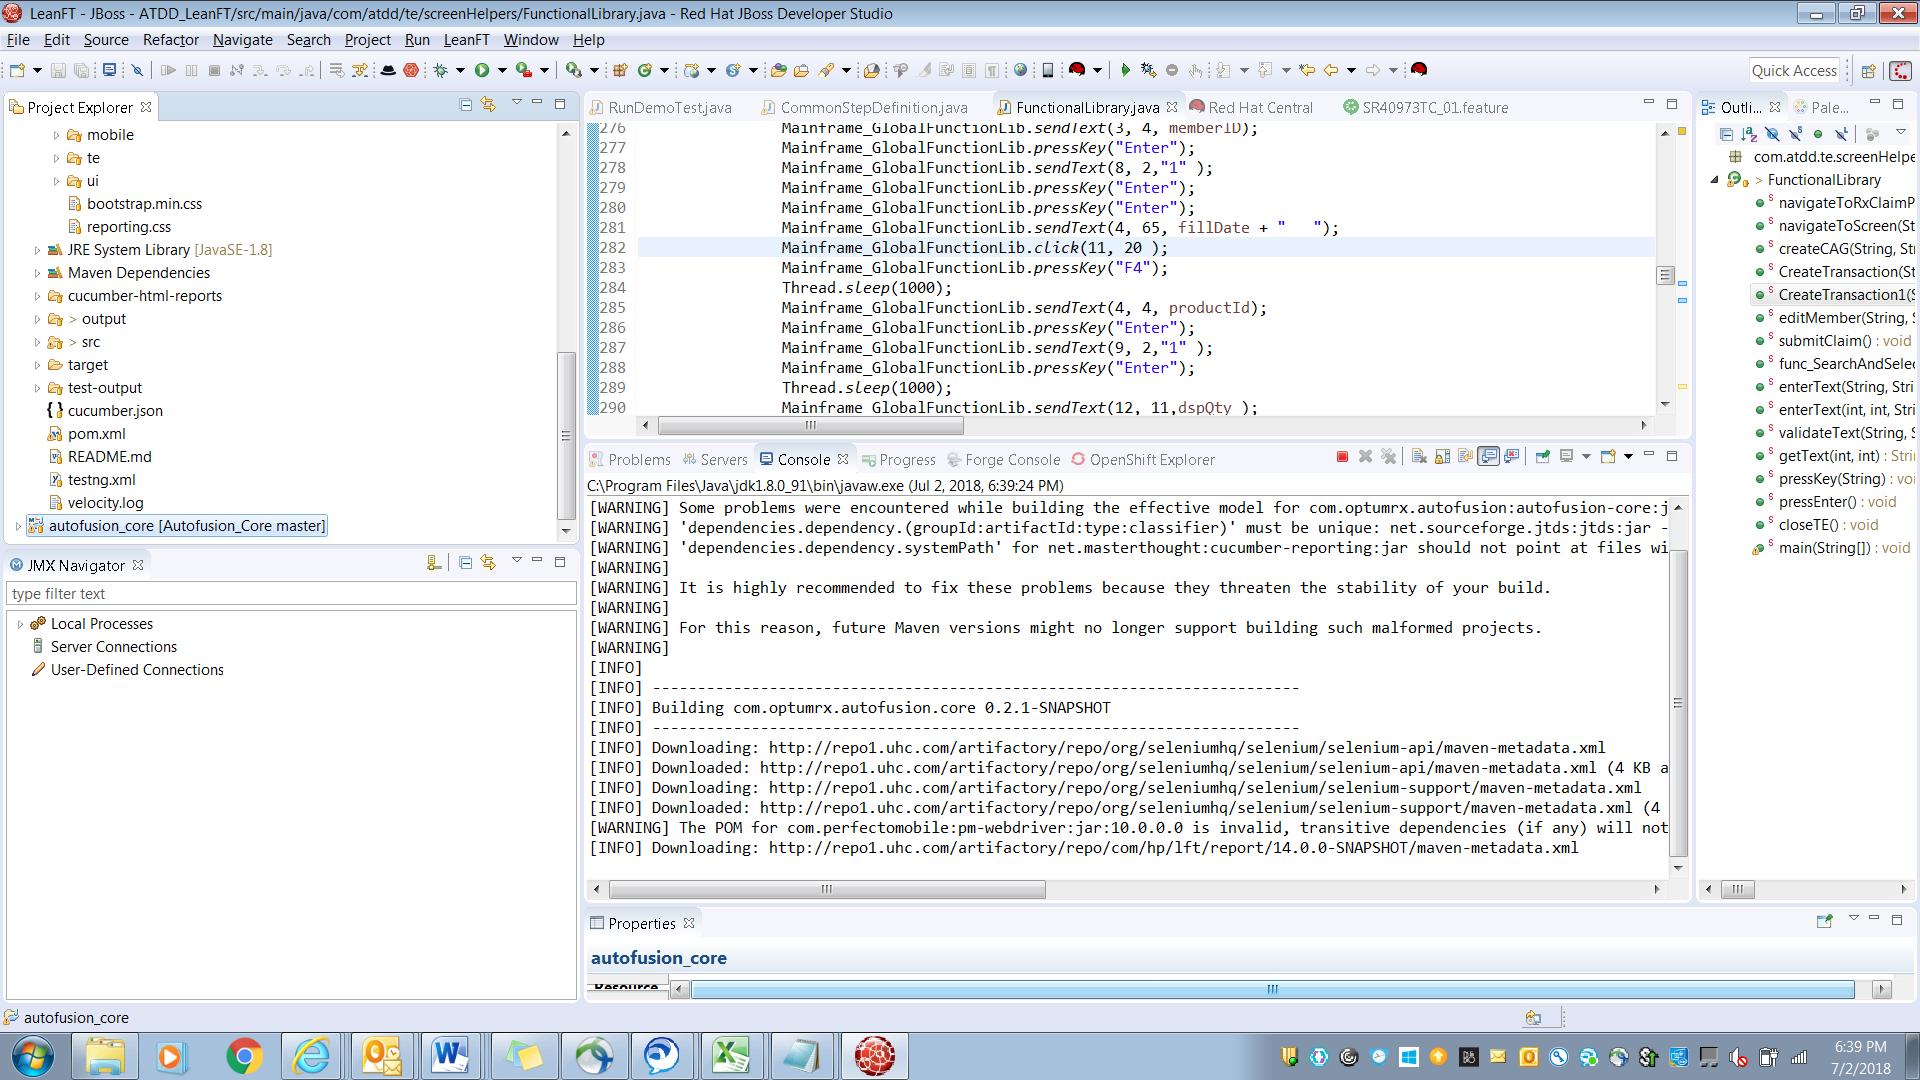 LeanFT - JBoss - ATDD_LeanFT/src/main/java/com/atdd/te/screenHelpers/FunctionalLibrary.java - Red Hat JBoss Developer Studio
File Edit Source Refactor Navigate Search Project Run LeanFT Window Help
Quick Access
Project Explorer
mobile
te
ui
bootstrap.min.css
reporting.css
JRE System Library [JavaSE-1.8]
Maven Dependencies
cucumber-html-reports
> output
> src
target
test-output
cucumber.json
pom.xml
README.md
testng.xml
velocity.log
autofusion_core [Autofusion_Core master]
JMX Navigator
type filter text
Local Processes
Server Connections
User-Defined Connections
RunDemoTest.java CommonStepDefinition.java FunctionalLibrary.java Red Hat Central SR40973TC_01.feature
276 Mainframe_GlobalFunctionLib.sendText(3, 4, memberID);
277 Mainframe_GlobalFunctionLib.pressKey("Enter");
278 Mainframe_GlobalFunctionLib.sendText(8, 2,"1" );
279 Mainframe_GlobalFunctionLib.pressKey("Enter");
280 Mainframe_GlobalFunctionLib.pressKey("Enter");
281 Mainframe_GlobalFunctionLib.sendText(4, 65, fillDate + "   ");
282 Mainframe_GlobalFunctionLib.click(11, 20 );
283 Mainframe_GlobalFunctionLib.pressKey("F4");
284 Thread.sleep(1000);
285 Mainframe_GlobalFunctionLib.sendText(4, 4, productId);
286 Mainframe_GlobalFunctionLib.pressKey("Enter");
287 Mainframe_GlobalFunctionLib.sendText(9, 2,"1" );
288 Mainframe_GlobalFunctionLib.pressKey("Enter");
289 Thread.sleep(1000);
290 Mainframe_GlobalFunctionLib.sendText(12, 11,dspQty );
Problems Servers Console Progress Forge Console OpenShift Explorer
C:\Program Files\Java\jdk1.8.0_91\bin\javaw.exe (Jul 2, 2018, 6:39:24 PM)
[WARNING] Some problems were encountered while building the effective model for com.optumrx.autofusion:autofusion-core:j
[WARNING] 'dependencies.dependency.(groupId:artifactId:type:classifier)' must be unique: net.sourceforge.jtds:jtds:jar -
[WARNING] 'dependencies.dependency.systemPath' for net.masterthought:cucumber-reporting:jar should not point at files wi
[WARNING]
[WARNING] It is highly recommended to fix these problems because they threaten the stability of your build.
[WARNING]
[WARNING] For this reason, future Maven versions might no longer support building such malformed projects.
[WARNING]
[INFO]
[INFO] ------------------------------------------------------------------------
[INFO] Building com.optumrx.autofusion.core 0.2.1-SNAPSHOT
[INFO] ------------------------------------------------------------------------
[INFO] Downloading: http://repo1.uhc.com/artifactory/repo/org/seleniumhq/selenium/selenium-api/maven-metadata.xml
[INFO] Downloaded: http://repo1.uhc.com/artifactory/repo/org/seleniumhq/selenium/selenium-api/maven-metadata.xml (4 KB a
[INFO] Downloading: http://repo1.uhc.com/artifactory/repo/org/seleniumhq/selenium/selenium-support/maven-metadata.xml
[INFO] Downloaded: http://repo1.uhc.com/artifactory/repo/org/seleniumhq/selenium/selenium-support/maven-metadata.xml (4
[WARNING] The POM for com.perfectomobile:pm-webdriver:jar:10.0.0.0 is invalid, transitive dependencies (if any) will not
[INFO] Downloading: http://repo1.uhc.com/artifactory/repo/com/hp/lft/report/14.0.0-SNAPSHOT/maven-metadata.xml
Properties
autofusion_core
Resource
Outli... Pale...
com.atdd.te.screenHelpe
> FunctionalLibrary
navigateToRxClaimP
navigateToScreen(St
createCAG(String, St
CreateTransaction(St
CreateTransaction1(S
editMember(String, S
submitClaim() : void
func_SearchAndSelec
enterText(String, Stri
enterText(int, int, Stri
validateText(String, S
getText(int, int) : Stri
pressKey(String) : voi
pressEnter() : void
closeTE() : void
main(String[]) : void
autofusion_core
6:39 PM
7/2/2018